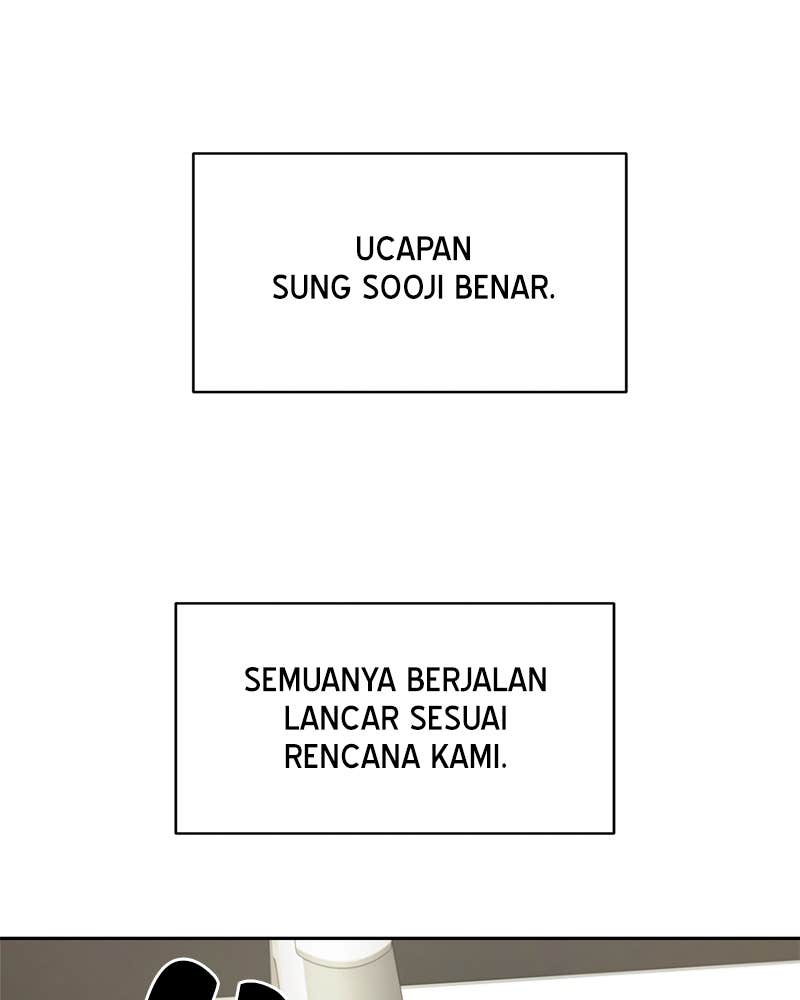 UCAPAN
SUNG SOOJI BENAR.
SEMUANYA BERJALAN
LANCAR SESUAI
RENCANA KAMI.